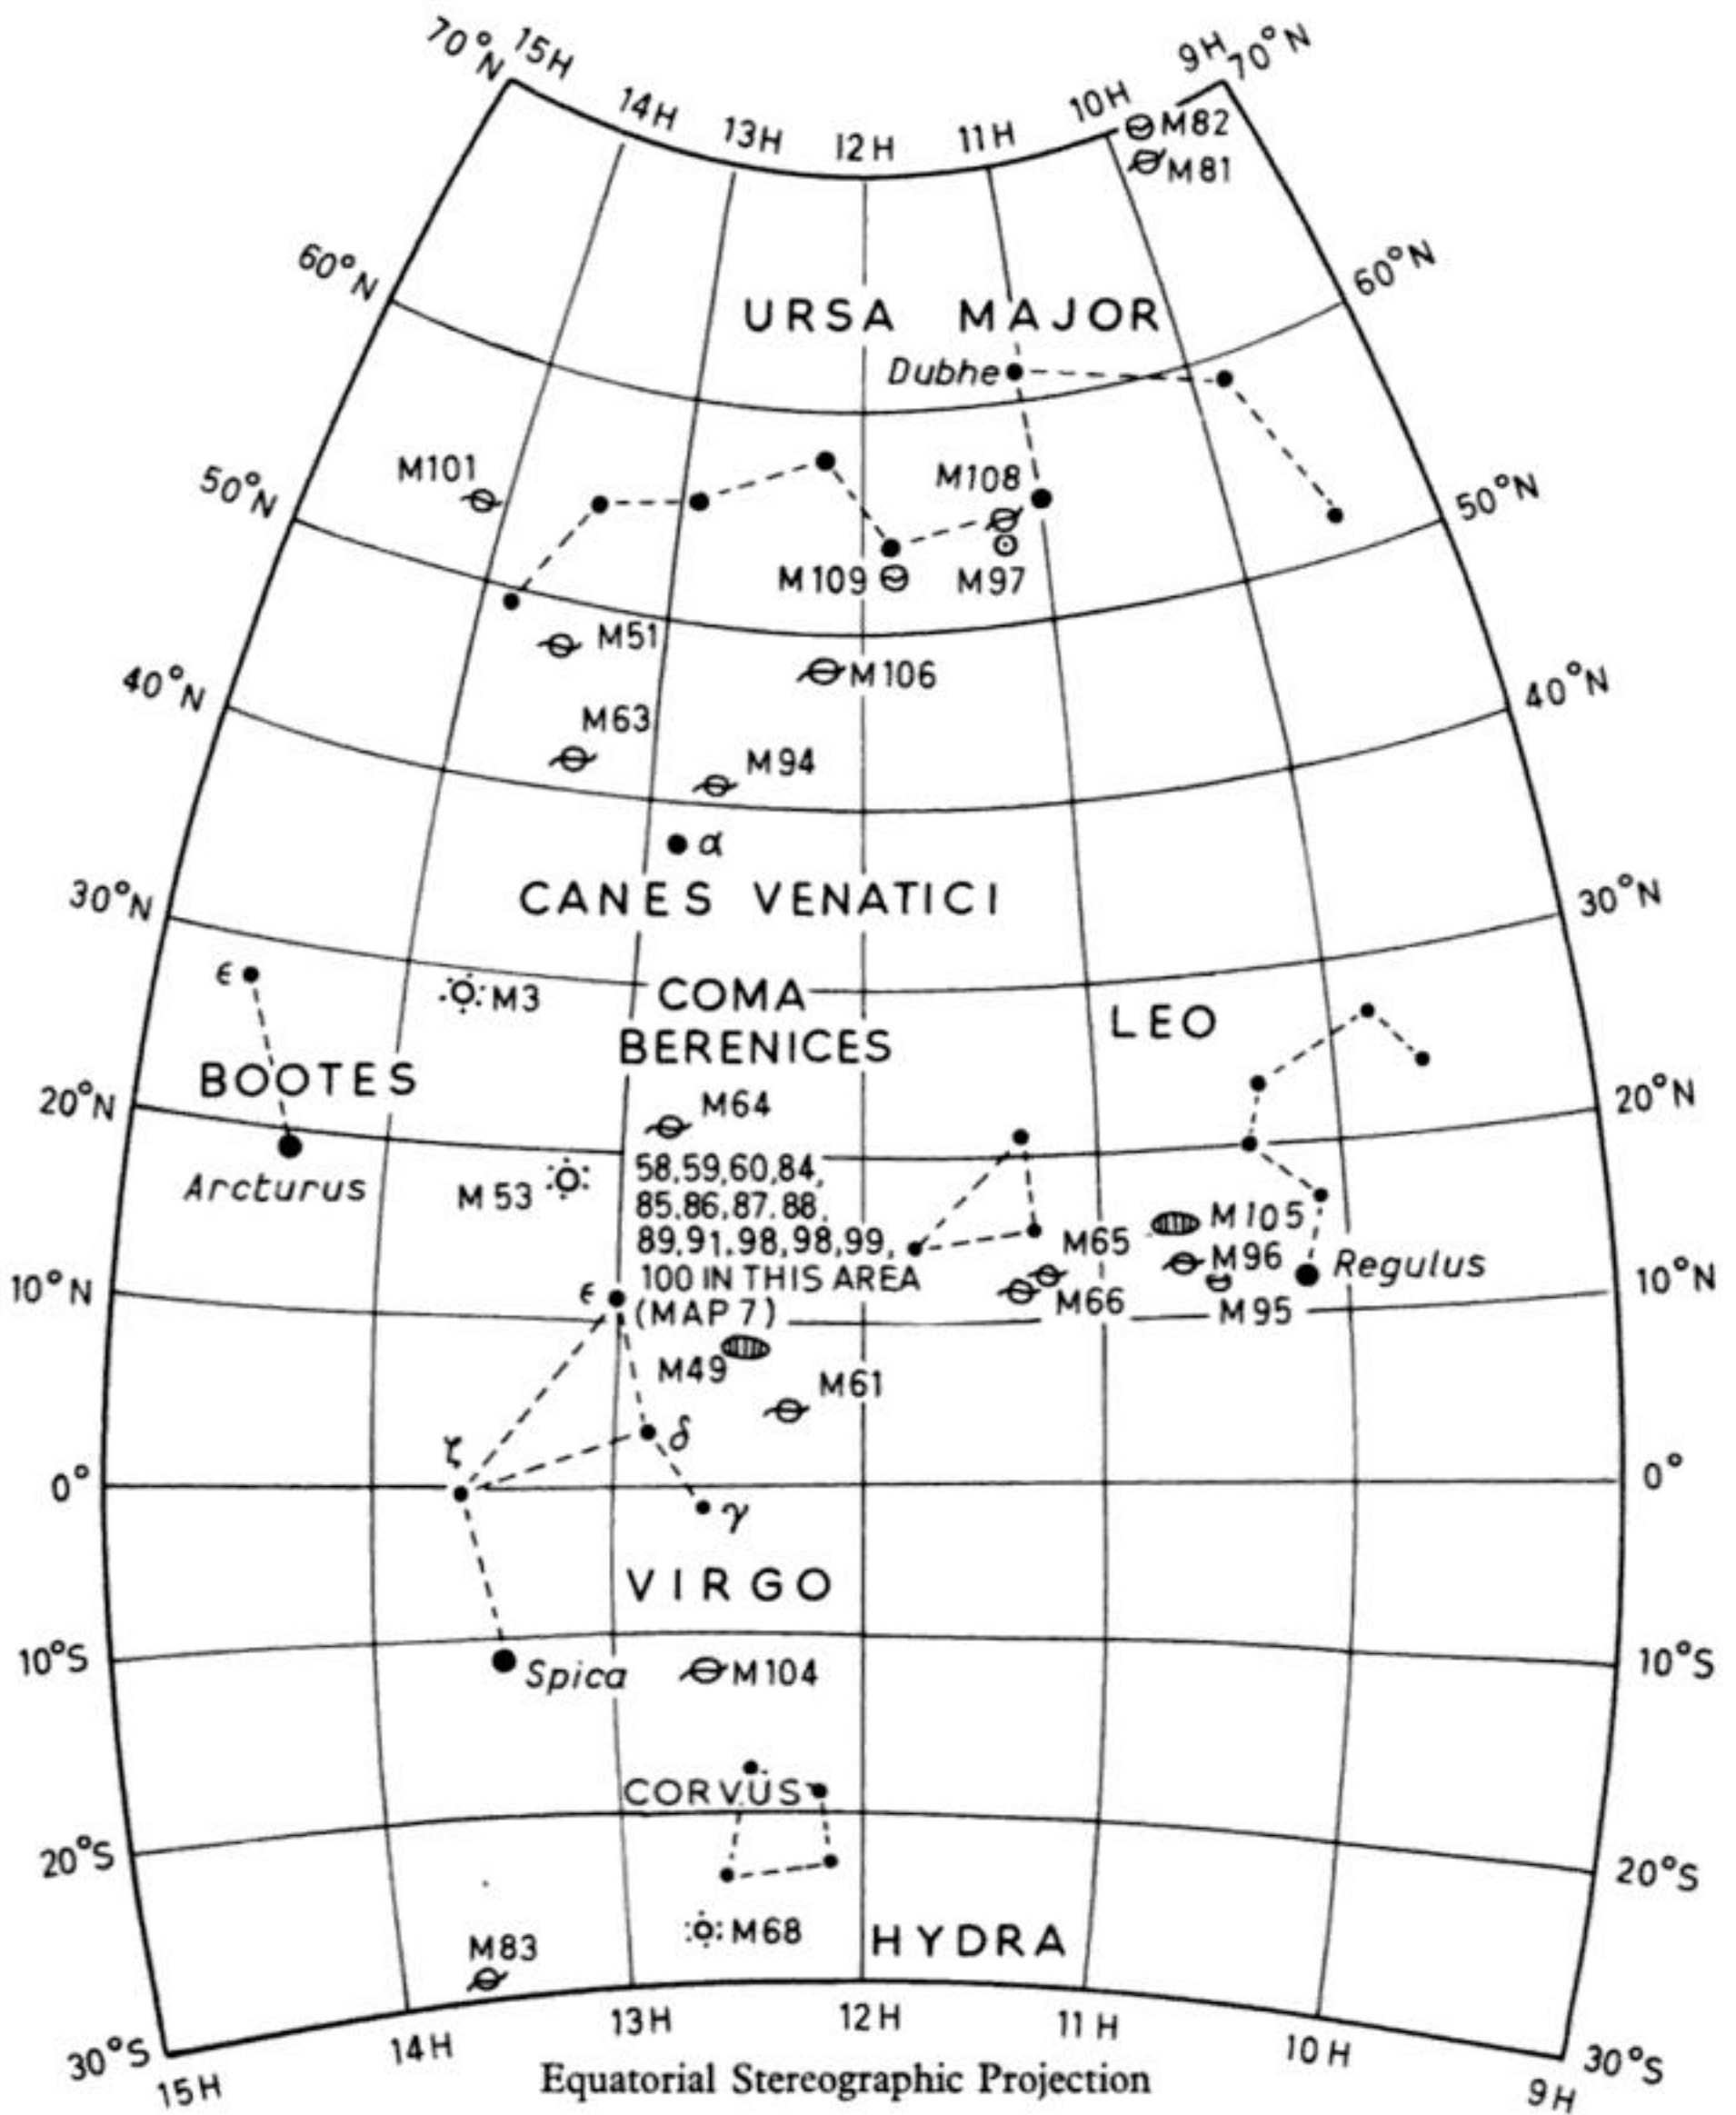 70°N 15H 14H 13H 12H 11H 10H 9H 70°N
M82
M81
60°N 60°N
URSA MAJOR
Dubhe
M101 M108
50°N 50°N
M109 M97
M51
M106
40°N 40°N
M63
M94
α
CANES VENATICI
30°N 30°N
ϵ
M3 COMA
LEO
BERENICES
BOOTES
20°N M64 20°N
Arcturus
M53
58,59,60,84,
85.86,87.88,
89,91.98,98,99,
M65 M105
100 IN THIS AREA
M96 Regulus
10°N ϵ (MAP 7) M66 M95 10°N
M49 M61
ζ δ
0° 0°
γ
VIRGO
10°S 10°S
Spica M104
CORVUS
20°S 20°S
M68 HYDRA
M83
30°S 15H 14H 13H 12H 11H 10H 9H 30°S
Equatorial Stereographic Projection